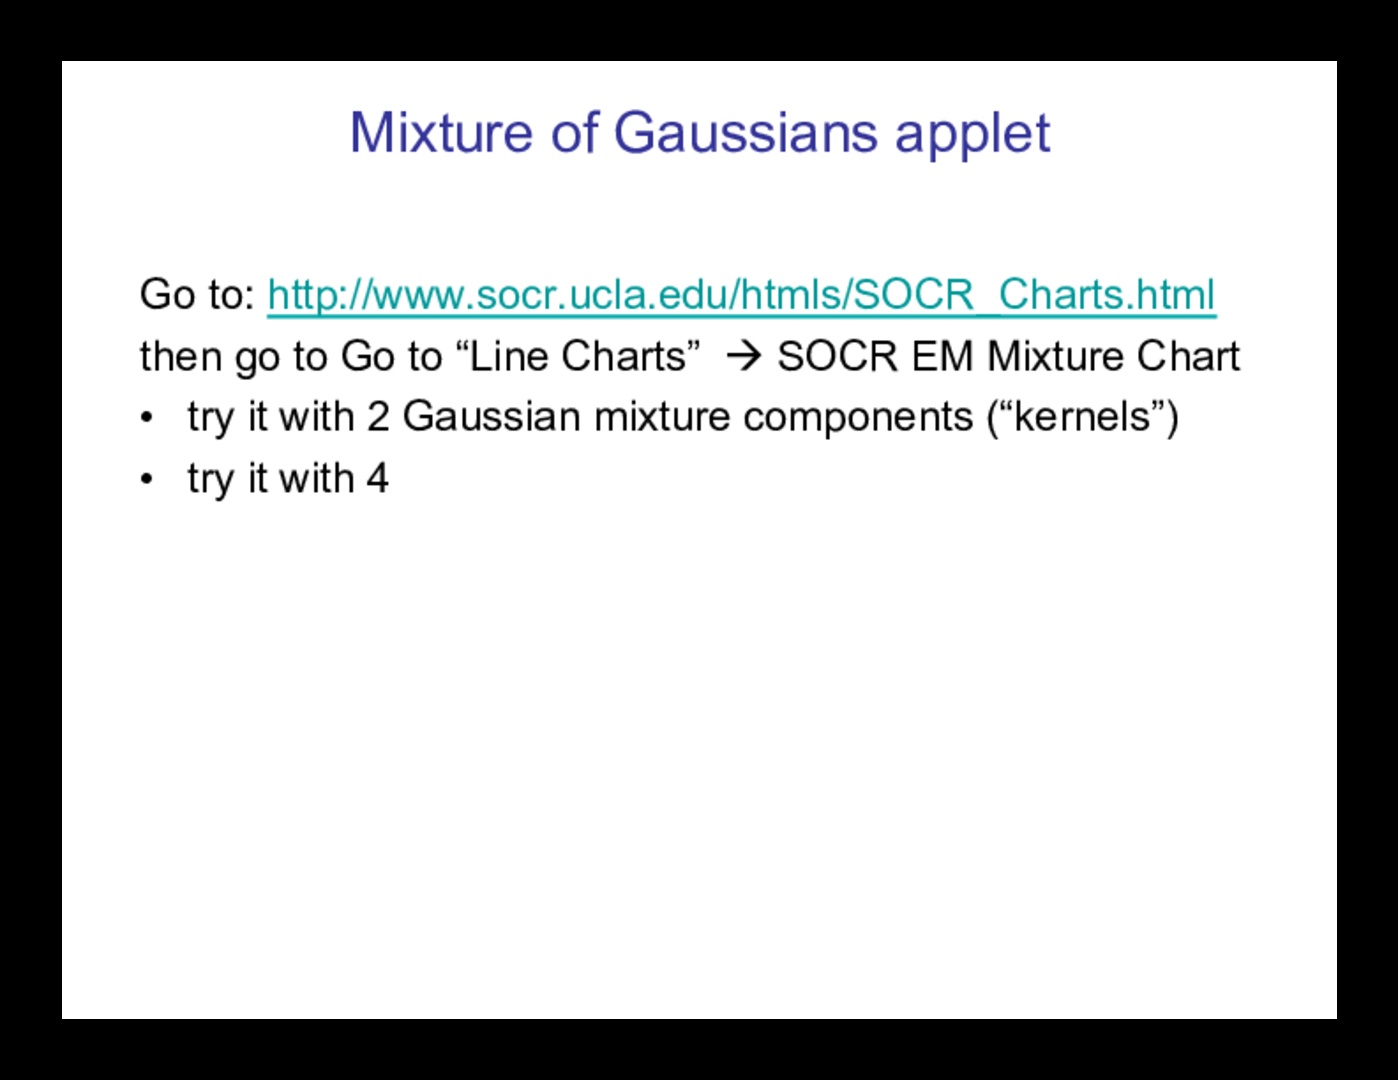 Mixture of Gaussians applet
Go to: http://www.socr.ucla.edu/htmls/SOCR_Charts.html
then go to Go to “Line Charts” → SOCR EM Mixture Chart
• try it with 2 Gaussian mixture components (“kernels”)
• try it with 4